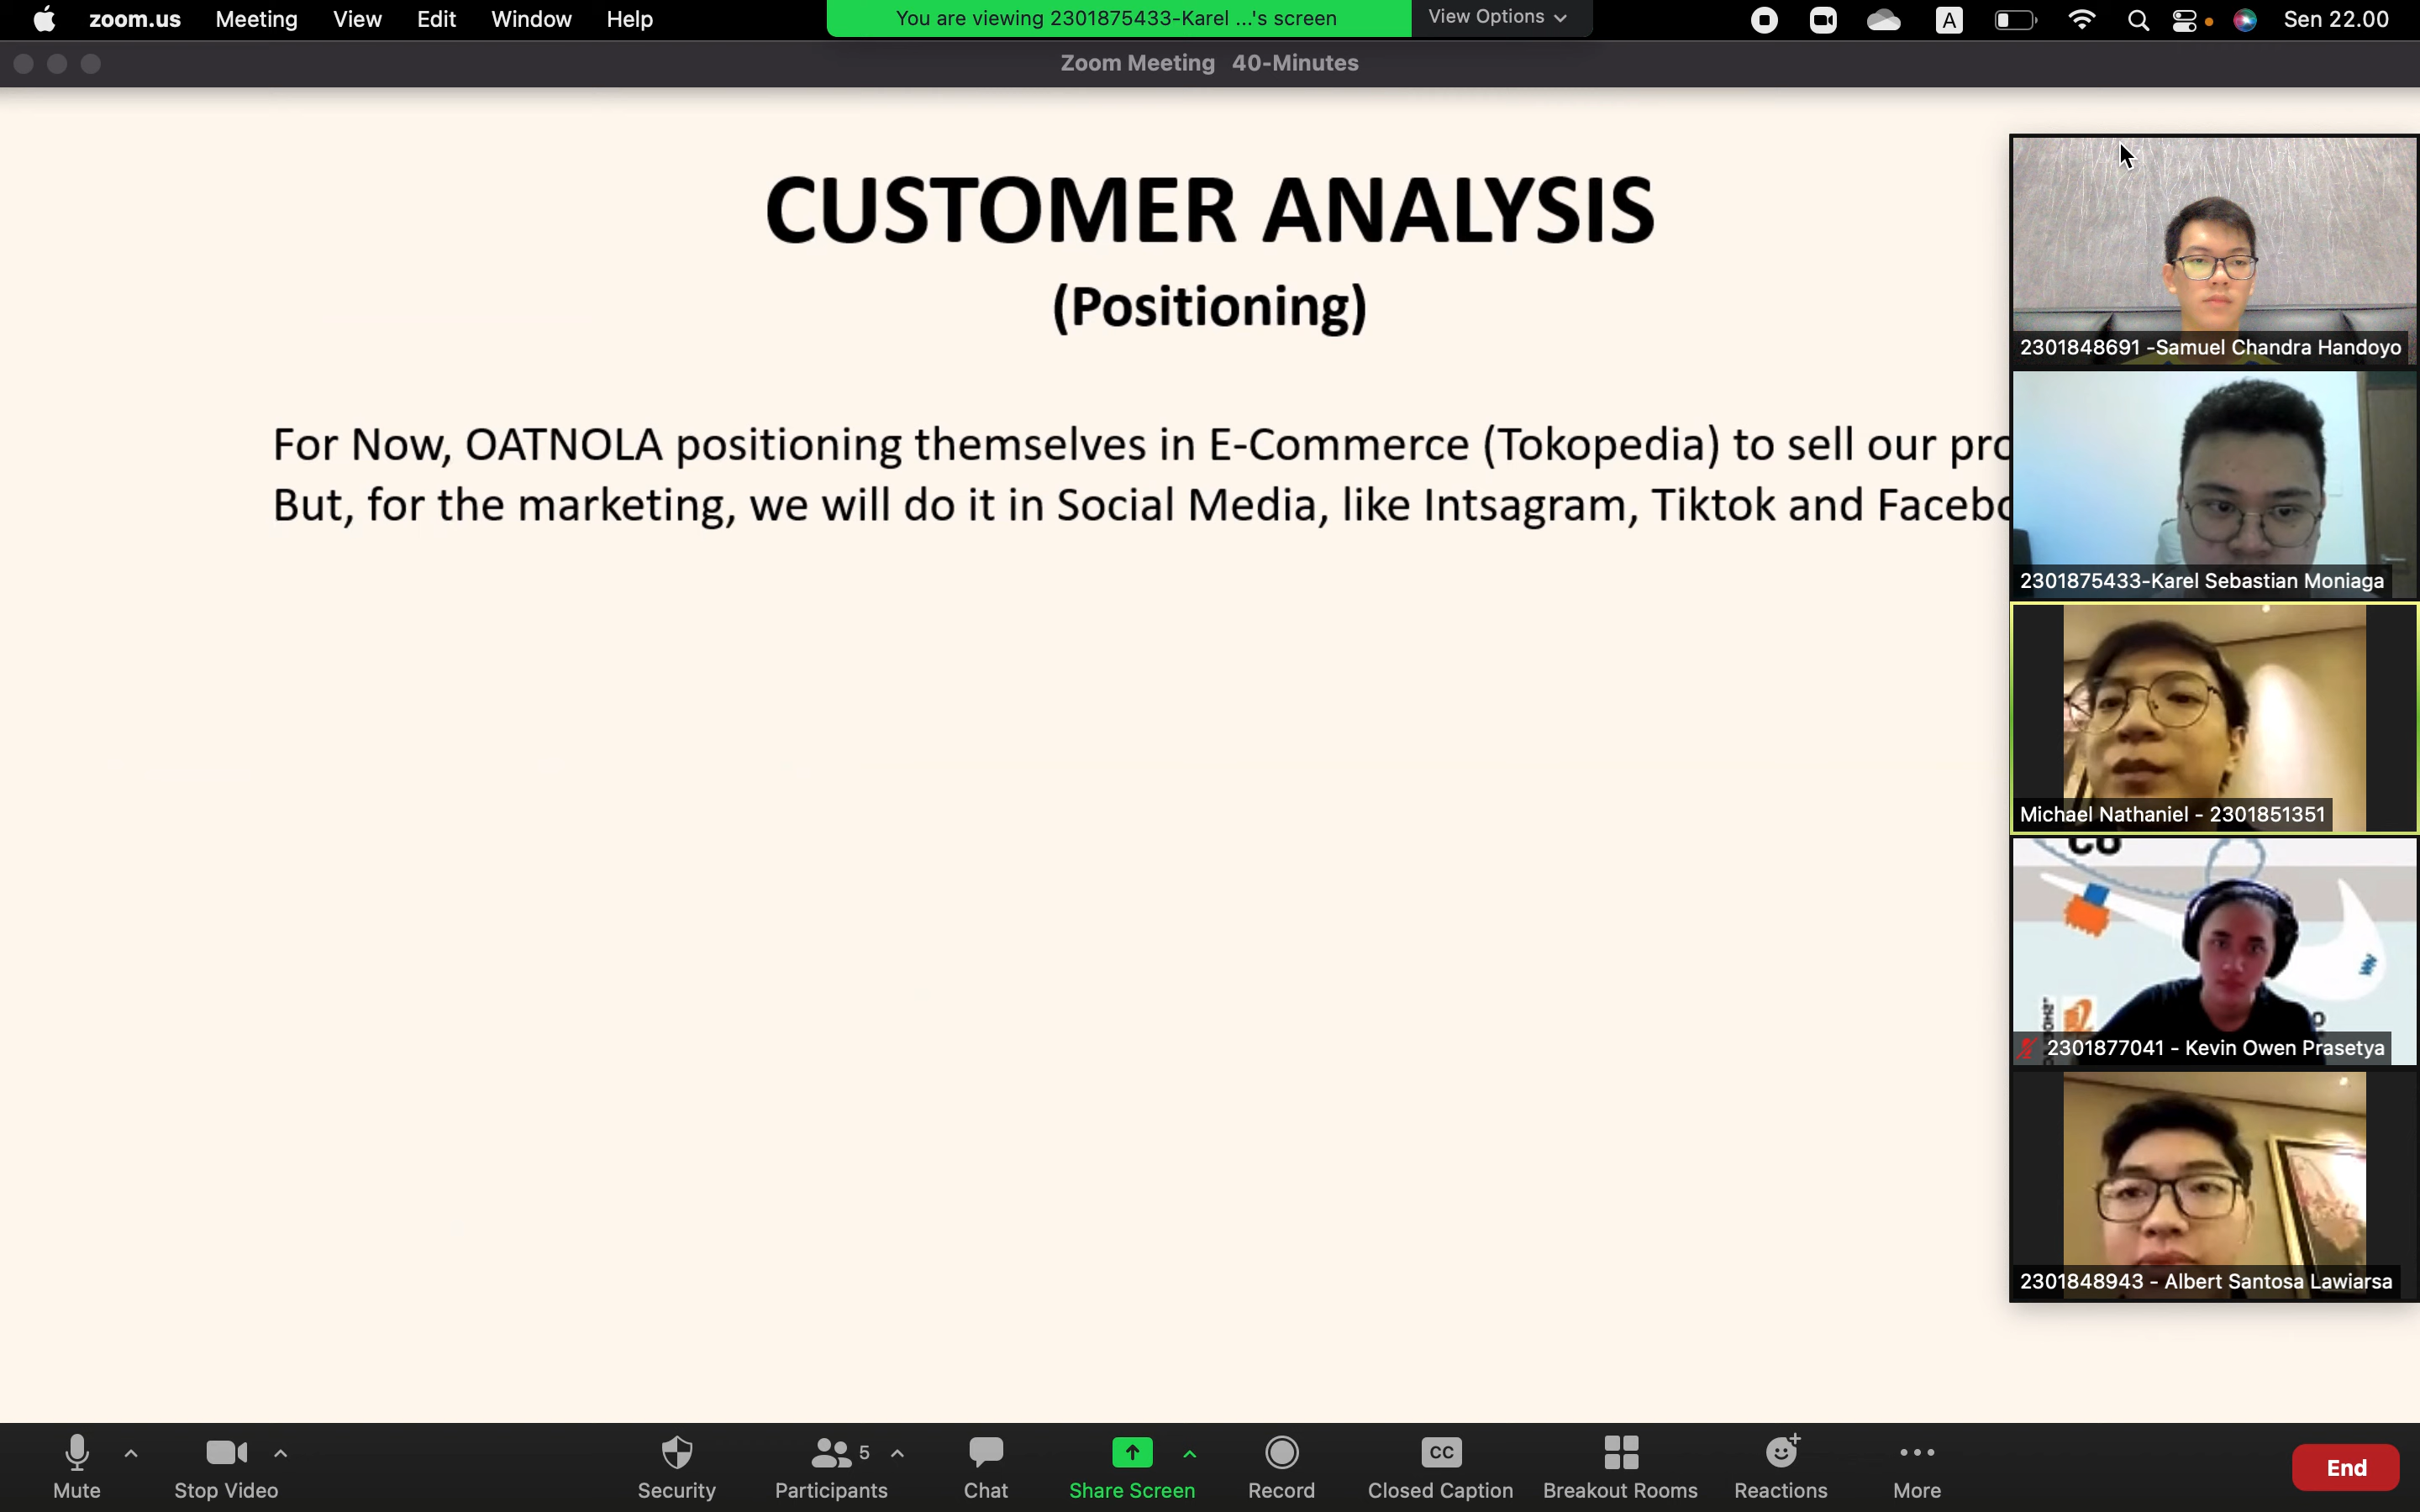 zoom.us Meeting View Edit Window Help
You are viewing 2301875433-Karel ...'s screen View Options
A Sen 22.00
Zoom Meeting 40-Minutes
CUSTOMER ANALYSIS
(Positioning)
For Now, OATNOLA positioning themselves in E-Commerce (Tokopedia) to sell our
But, for the marketing, we will do it in Social Media, like Intsagram, Tiktok and
2301848691 -Samuel Chandra Handoyo
2301875433-Karel Sebastian Moniaga
Michael Nathaniel - 2301851351
2301877041 - Kevin Owen Prasetya
2301848943 - Albert Santosa Lawiarsa
Mute Stop Video Security Participants 5 Chat Share Screen Record CC Closed Caption Breakout Rooms Reactions More End